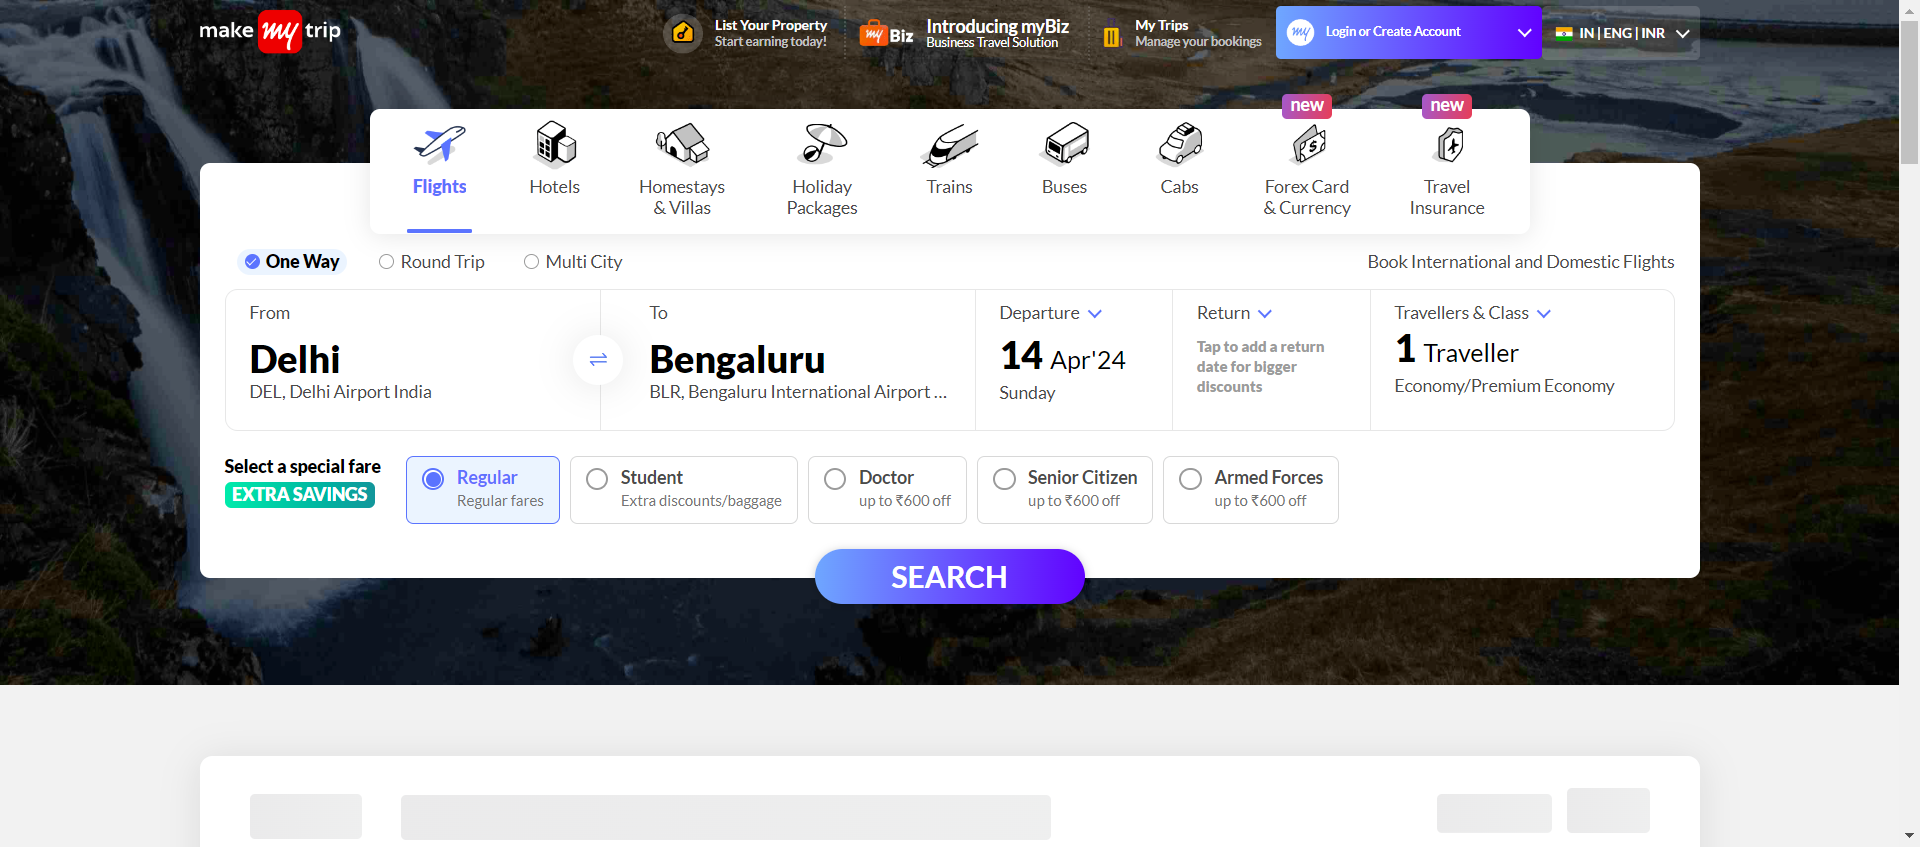 make my trip
List Your Property
Start earning today!
my Biz
Introducing myBiz
Business Travel Solution
My Trips
Manage your bookings
my
Login or Create Account
IN | ENG | INR
new
new
Flights
Hotels
Homestays
& Villas
Holiday
Packages
Trains
Buses
Cabs
Forex Card
& Currency
Travel
Insurance
One Way
Round Trip
Multi City
Book International and Domestic Flights
From
Delhi
DEL, Delhi Airport India
To
Bengaluru
BLR, Bengaluru International Airport ...
Departure
14 Apr'24
Sunday
Return
Tap to add a return
date for bigger
discounts
Travellers & Class
1 Traveller
Economy/Premium Economy
Select a special fare
EXTRA SAVINGS
Regular
Regular fares
Student
Extra discounts/baggage
Doctor
up to ₹600 off
Senior Citizen
up to ₹600 off
Armed Forces
up to ₹600 off
SEARCH